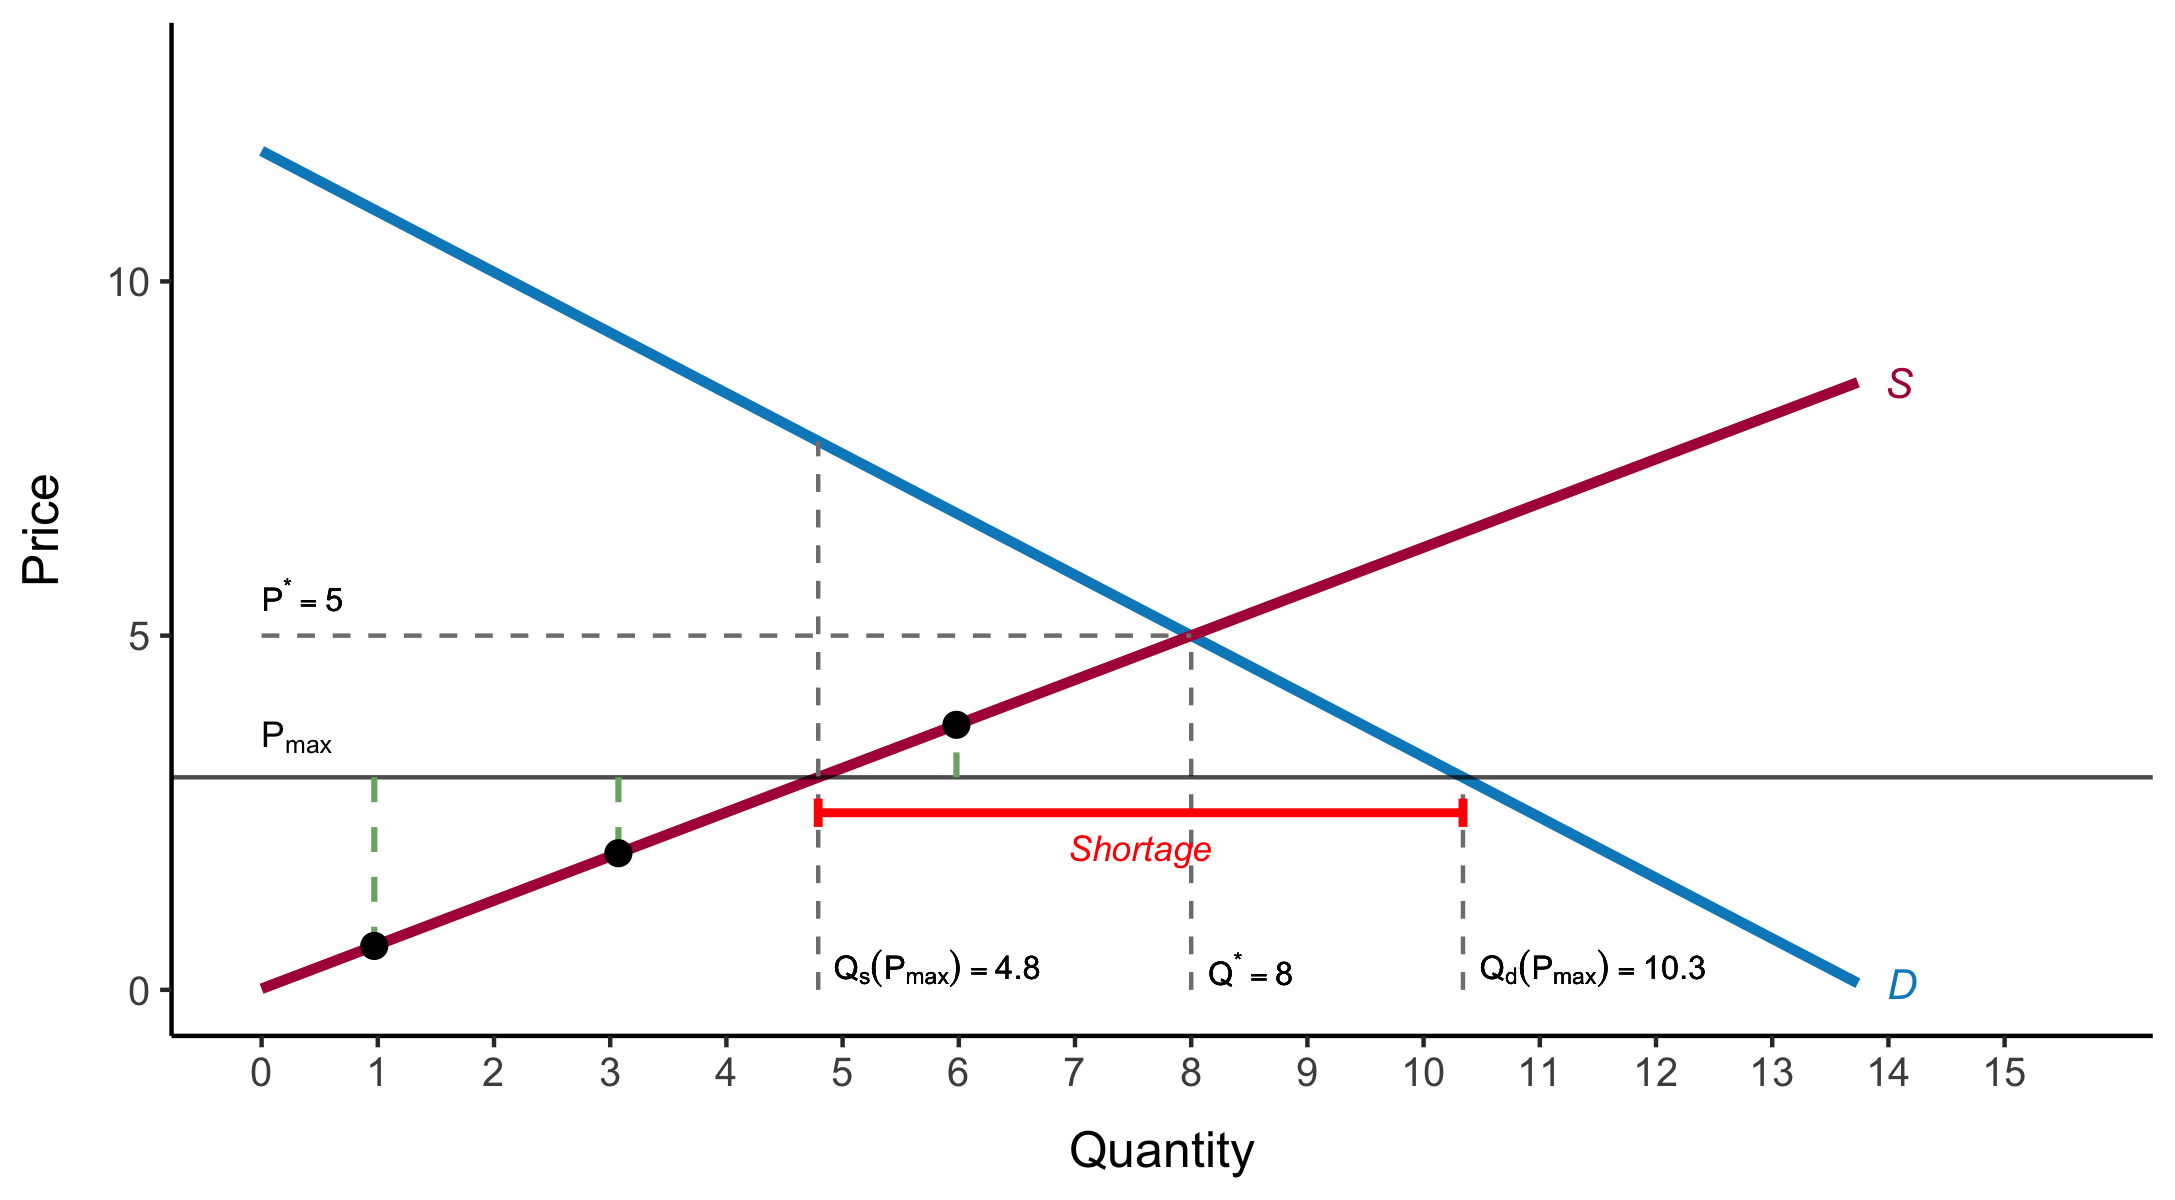 10
S
Price
P* = 5
5
Pmax
Shortage
Qs(Pmax) = 4.8
Q* = 8
Qd(Pmax) = 10.3
0
D
0 1 2 3 4 5 6 7 8 9 10 11 12 13 14 15
Quantity